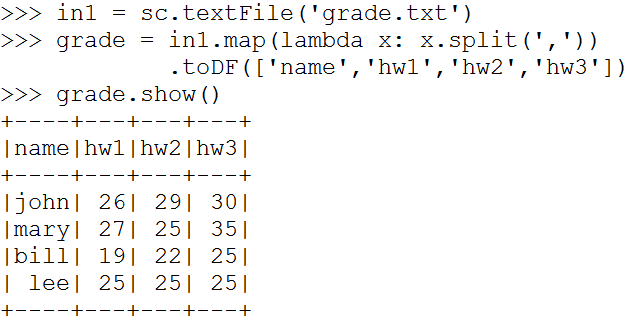 >>> in1 = sc.textFile('grade.txt')
>>> grade = in1.map(lambda x: x.split(','))
              .toDF(['name','hw1','hw2','hw3'])
>>> grade.show()
+----+---+---+---+
|name|hw1|hw2|hw3|
+----+---+---+---+
|john| 26| 29| 30|
|mary| 27| 25| 35|
|bill| 19| 22| 25|
| lee| 25| 25| 25|
+----+---+---+---+